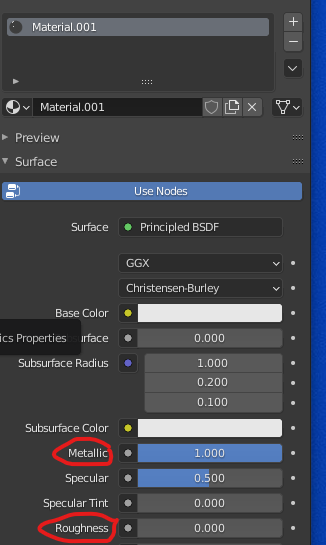 Material.001
Material.001
Preview
Surface
Use Nodes
Surface Principled BSDF
GGX
Christensen-Burley
Base Color
ics Properties urface 0.000
Subsurface Radius 1.000
0.200
0.100
Subsurface Color
Metallic 1.000
Specular 0.500
Specular Tint 0.000
Roughness 0.000